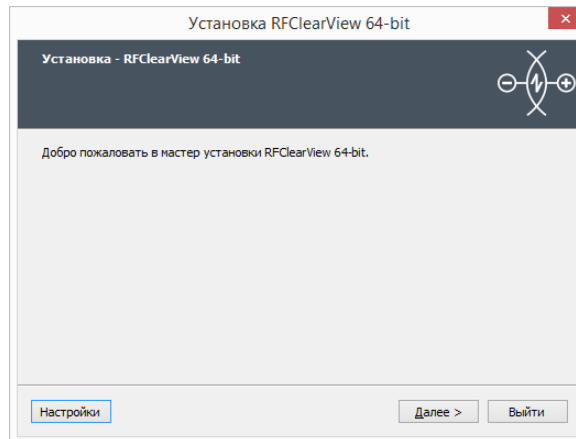 Установка RFClearView 64-bit
Установка - RFClearView 64-bit
Добро пожаловать в мастер установки RFClearView 64-bit.
Настройки
Далее >
Выйти